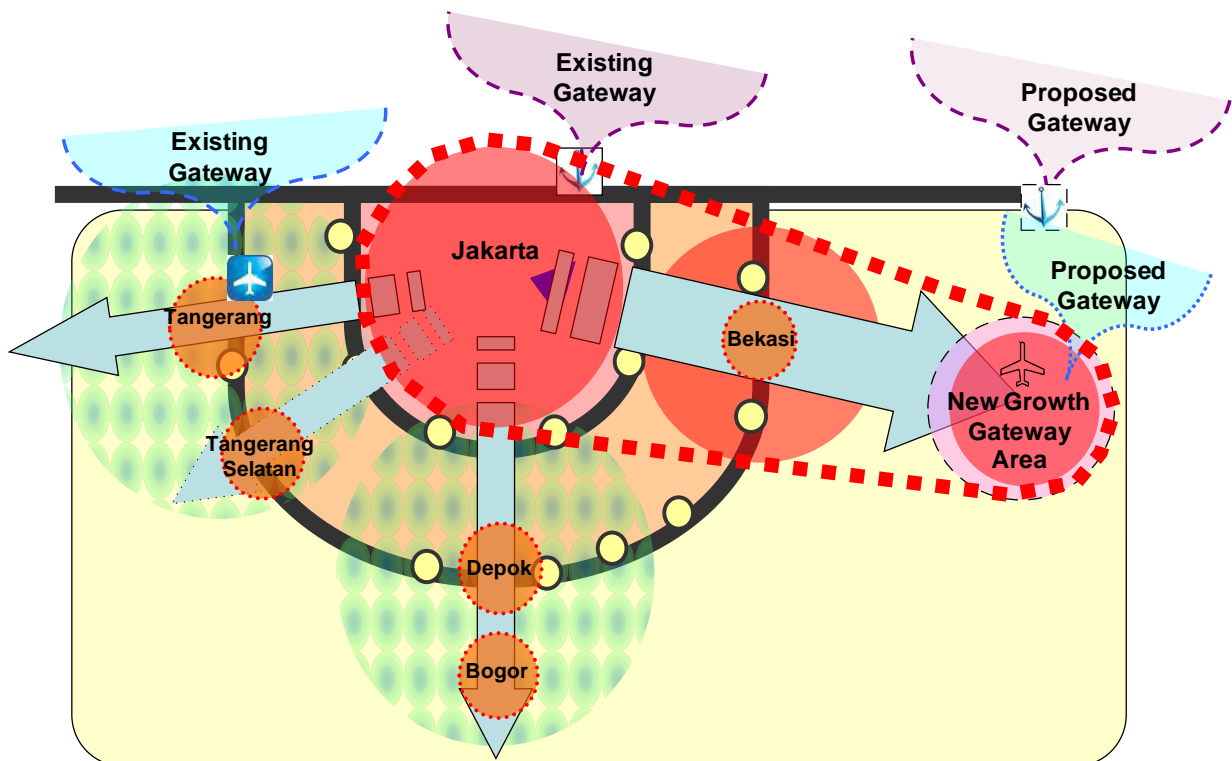 Existing
Gateway
Proposed
Gateway
Existing
Gateway
Jakarta
Proposed
Gateway
Tangerang
Bekasi
New Growth
Gateway
Area
Tangerang
Selatan
Depok
Bogor